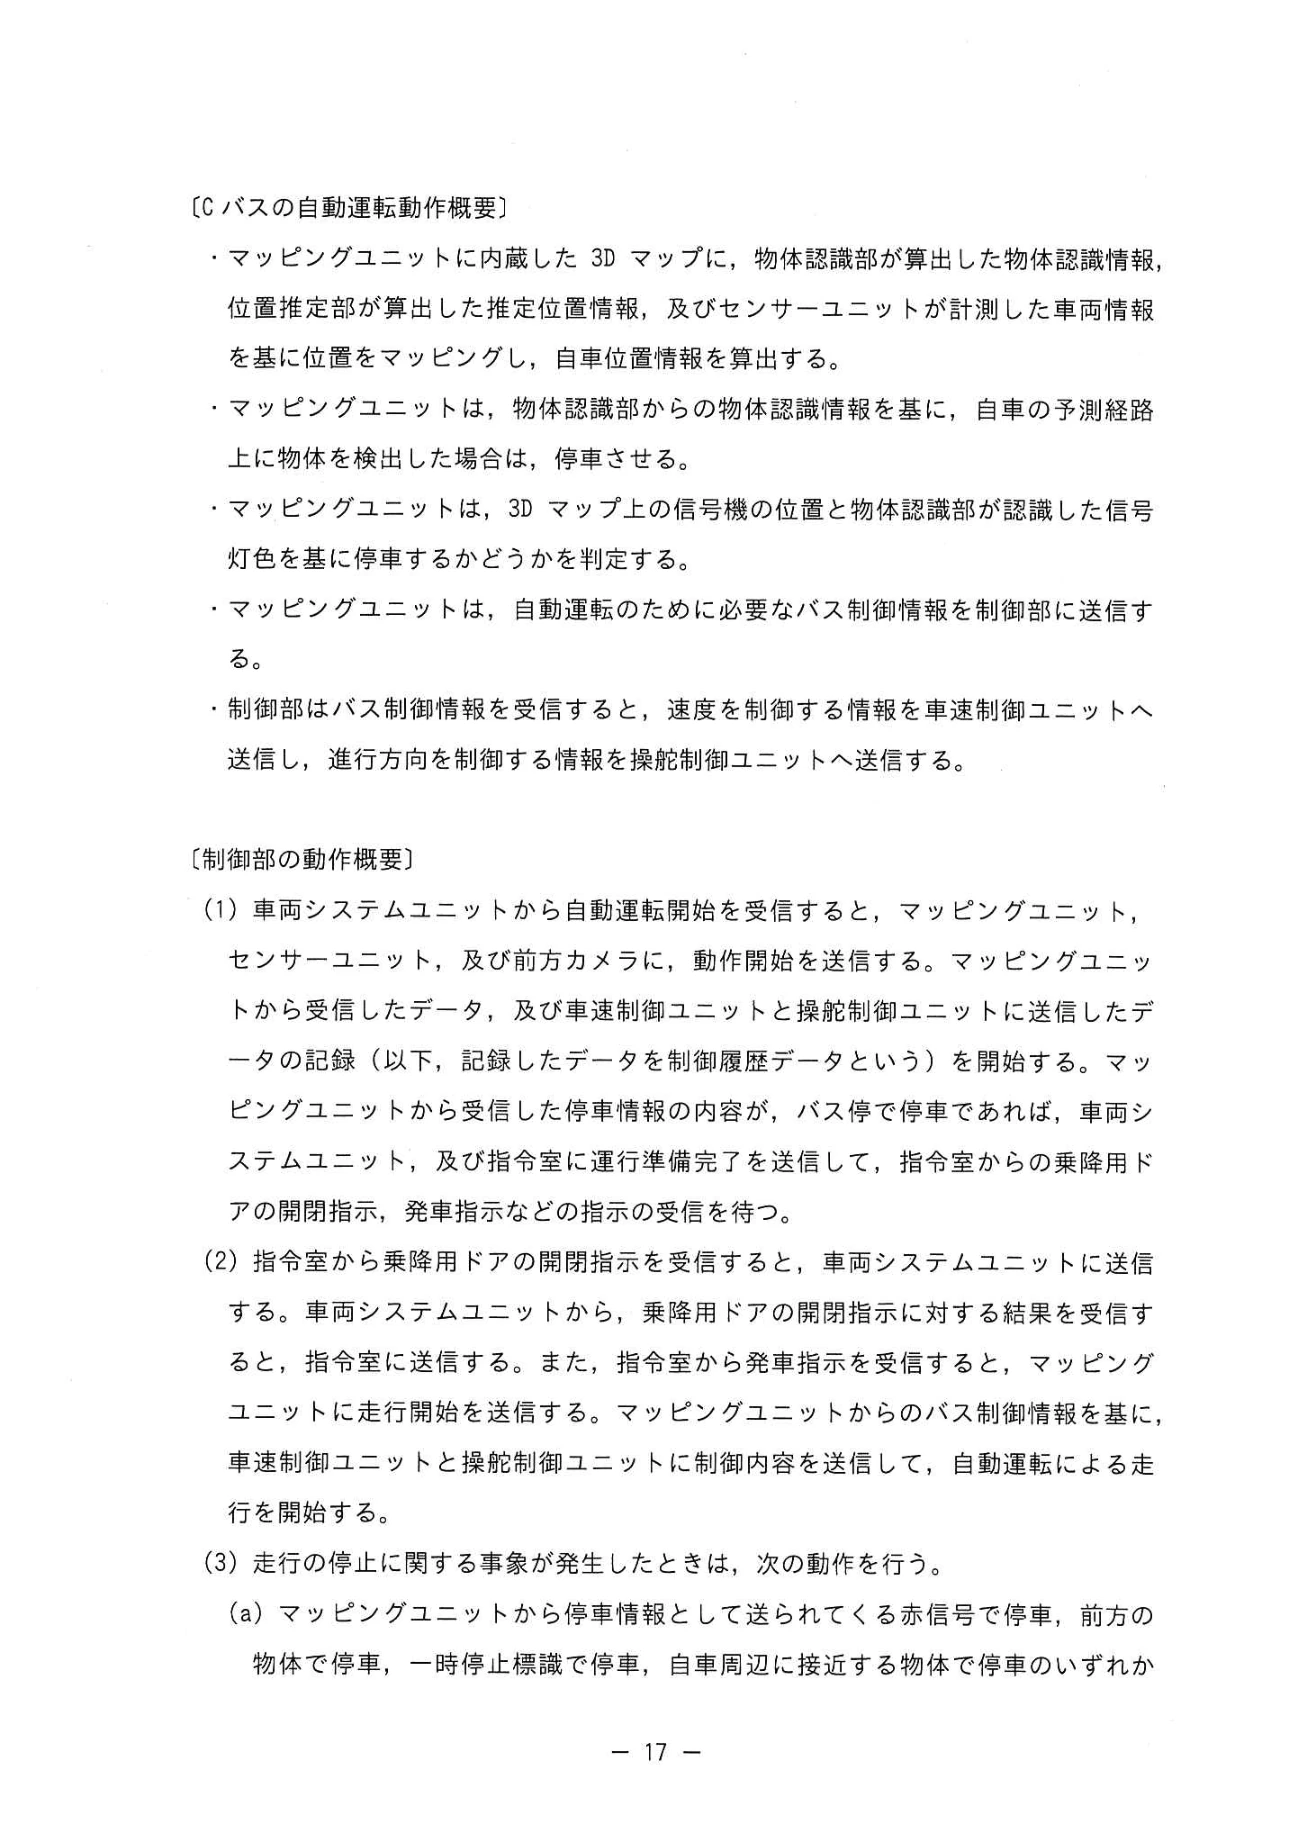 〔C バスの自動運転動作概要〕
・マッピングユニットに内蔵した 3D マップに，物体認識部が算出した物体認識情報，
位置推定部が算出した推定位置情報，及びセンサーユニットが計測した車両情報
を基に位置をマッピングし，自車位置情報を算出する。
・マッピングユニットは，物体認識部からの物体認識情報を基に，自車の予測経路
上に物体を検出した場合は，停車させる。
・マッピングユニットは，3D マップ上の信号機の位置と物体認識部が認識した信号
灯色を基に停車するかどうかを判定する。
・マッピングユニットは，自動運転のために必要なバス制御情報を制御部に送信す
る。
・制御部はバス制御情報を受信すると，速度を制御する情報を車速制御ユニットへ
送信し，進行方向を制御する情報を操舵制御ユニットへ送信する。
〔制御部の動作概要〕
(1) 車両システムユニットから自動運転開始を受信すると，マッピングユニット，
センサーユニット，及び前方カメラに，動作開始を送信する。マッピングユニッ
トから受信したデータ，及び車速制御ユニットと操舵制御ユニットに送信したデ
ータの記録（以下，記録したデータを制御履歴データという）を開始する。マッ
ピングユニットから受信した停車情報の内容が，バス停で停車であれば，車両シ
ステムユニット，及び指令室に運行準備完了を送信して，指令室からの乗降用ド
アの開閉指示，発車指示などの指示の受信を待つ。
(2) 指令室から乗降用ドアの開閉指示を受信すると，車両システムユニットに送信
する。車両システムユニットから，乗降用ドアの開閉指示に対する結果を受信す
ると，指令室に送信する。また，指令室から発車指示を受信すると，マッピング
ユニットに走行開始を送信する。マッピングユニットからのバス制御情報を基に，
車速制御ユニットと操舵制御ユニットに制御内容を送信して，自動運転による走
行を開始する。
(3) 走行の停止に関する事象が発生したときは，次の動作を行う。
(a) マッピングユニットから停車情報として送られてくる赤信号で停車，前方の
物体で停車，一時停止標識で停車，自車周辺に接近する物体で停車のいずれか
－ 17 －